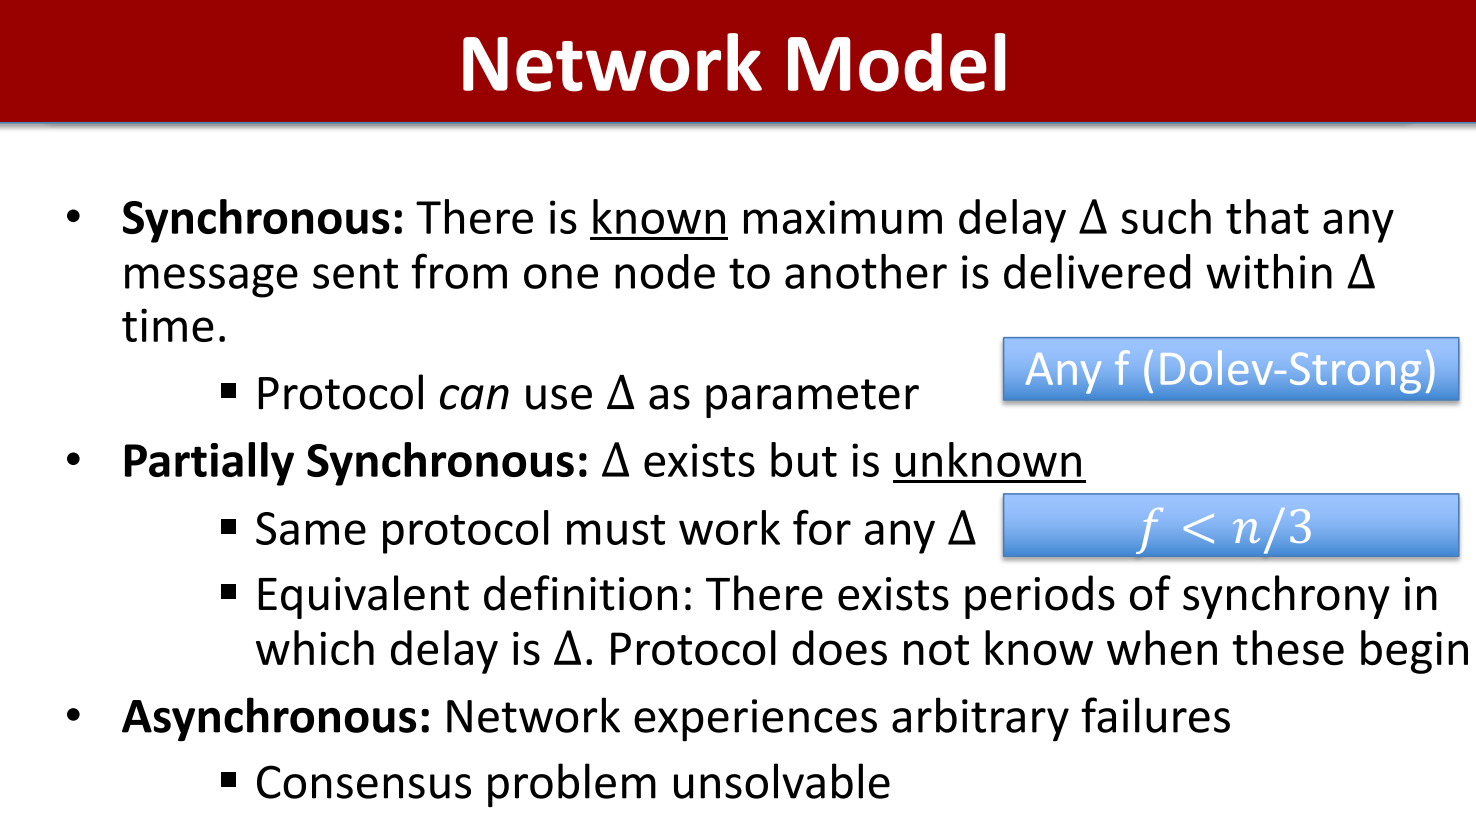 Network Model
• Synchronous: There is known maximum delay Δ such that any
message sent from one node to another is delivered within Δ
time.
Any f (Dolev-Strong)
▪ Protocol can use Δ as parameter
• Partially Synchronous: Δ exists but is unknown
▪ Same protocol must work for any Δ
𝑓 < 𝑛/3
▪ Equivalent definition: There exists periods of synchrony in
which delay is Δ. Protocol does not know when these begin
• Asynchronous: Network experiences arbitrary failures
▪ Consensus problem unsolvable